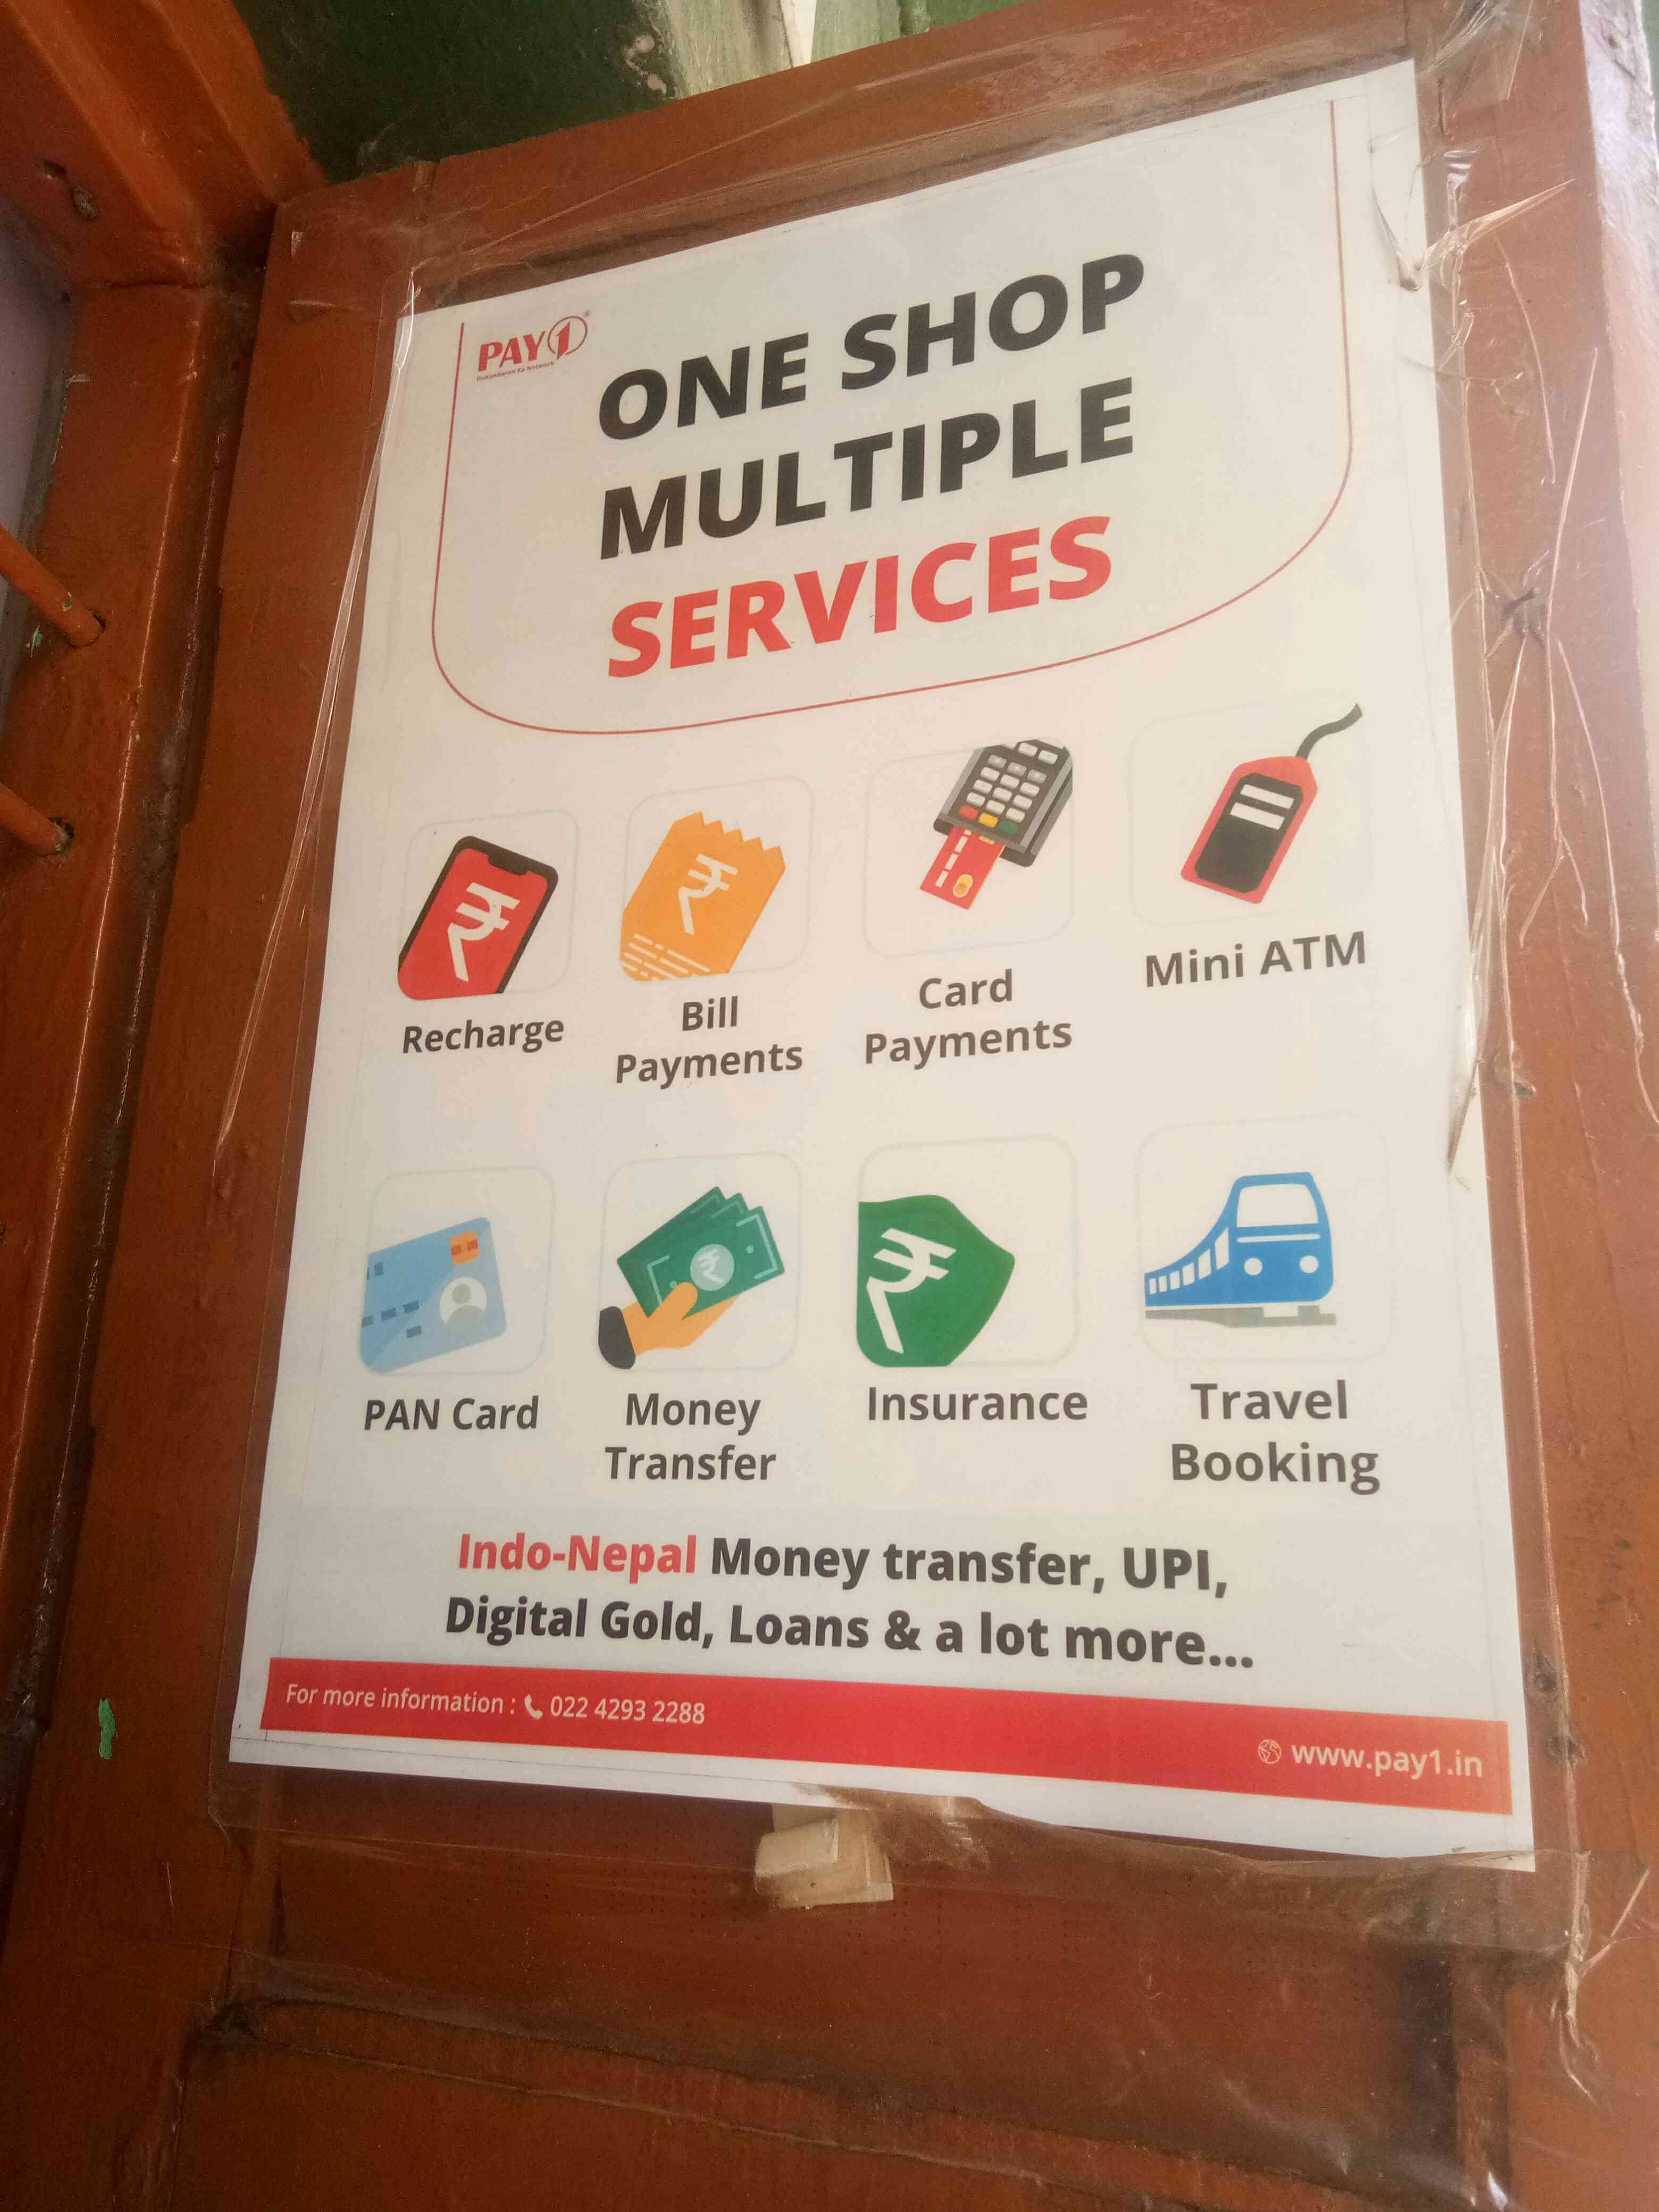 PAY1®
Dukandaron Ka Network
ONE SHOP
MULTIPLE
SERVICES
Recharge
Bill
Payments
Card
Payments
Mini ATM
PAN Card
Money
Transfer
Insurance
Travel
Booking
Indo-Nepal Money transfer, UPI,
Digital Gold, Loans & a lot more...
For more information : 022 4293 2288
www.pay1.in